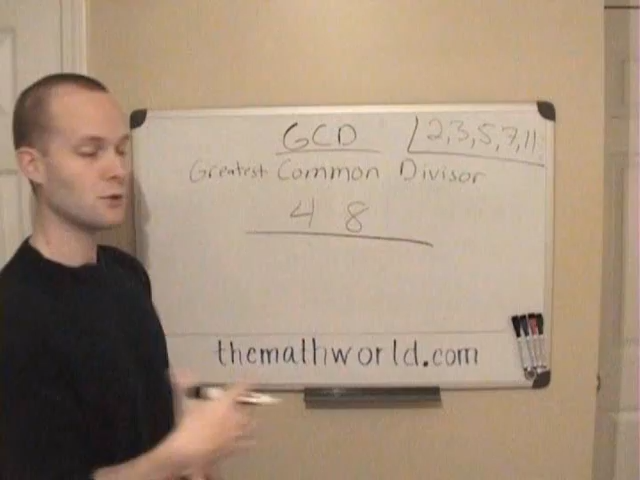 GCD
2,3,5,7,11
Greatest Common Divisor
4 8
themathworld.com